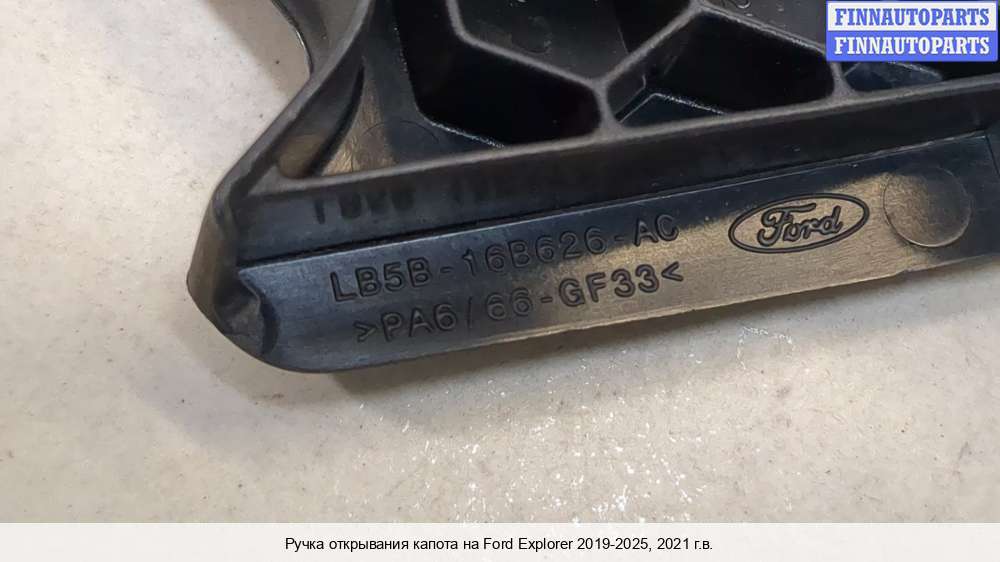 FINNAUTOPARTS
FINNAUTOPARTS
LB5B-16B626-AC
Ford
>PA6/66-GF33<
Ручка открывания капота на Ford Explorer 2019-2025, 2021 г.в.